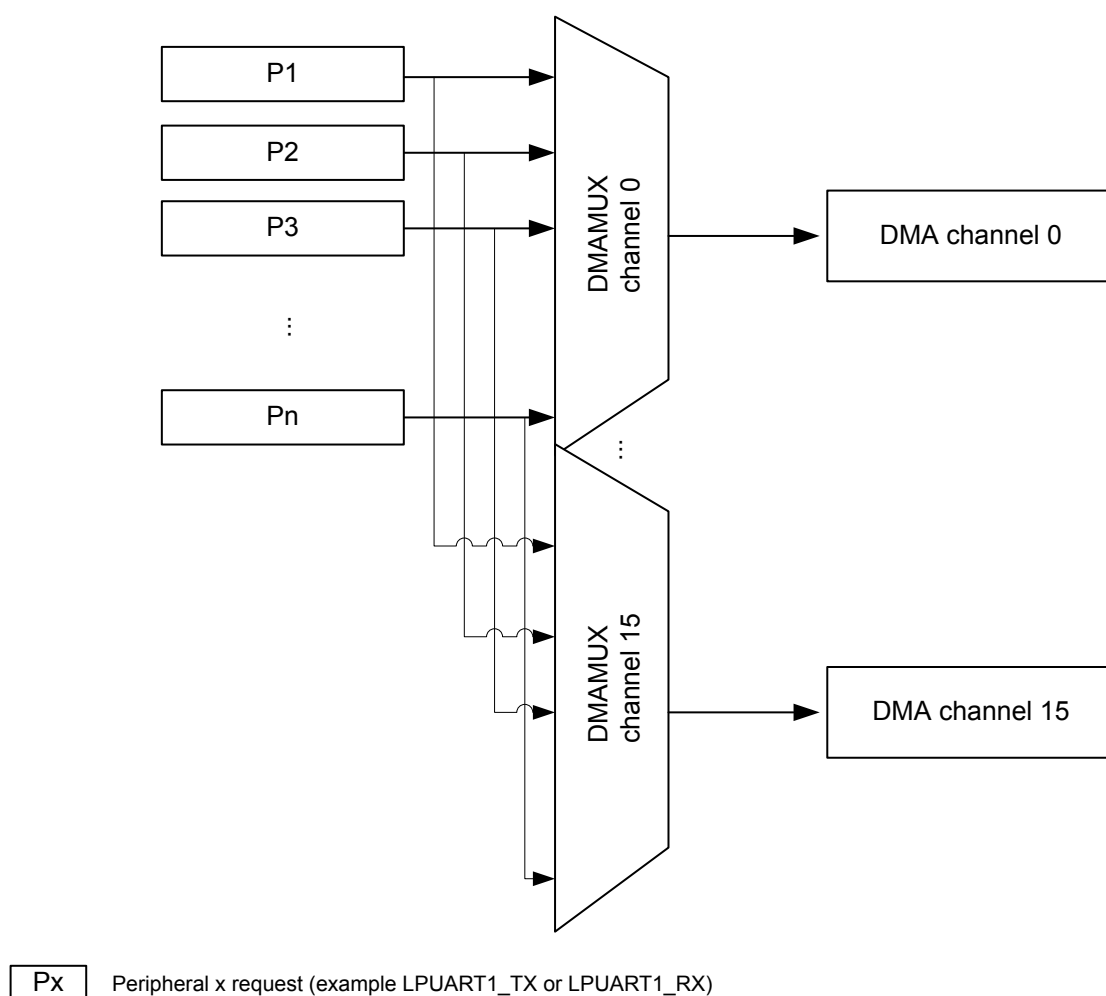 P1
P2
P3
...
Pn
DMAMUX
channel 0
DMA channel 0
...
DMAMUX
channel 15
DMA channel 15
Px
Peripheral x request (example LPUART1_TX or LPUART1_RX)